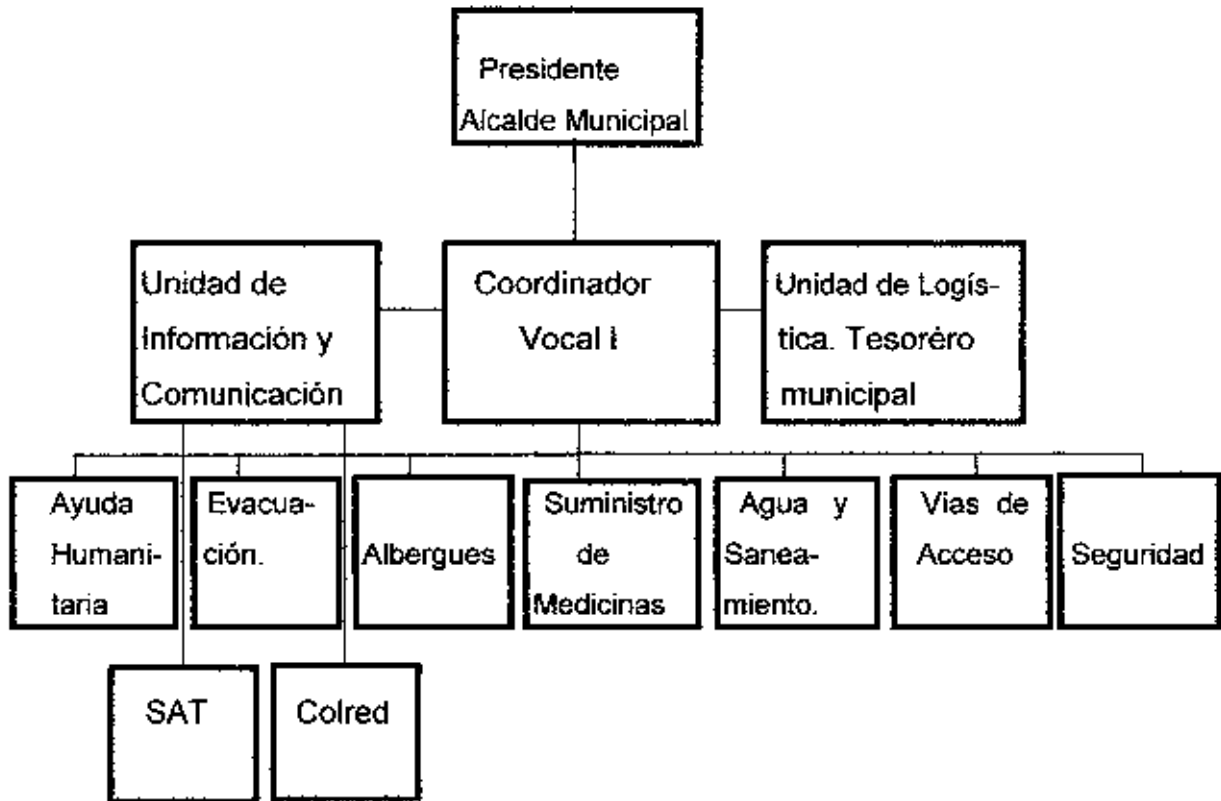 Presidente
Alcalde Municipal
Unidad de
Información y
Comunicación
Coordinador
Vocal I
Unidad de Logís-
tica. Tesoréro
municipal
Ayuda
Humani-
taria
Evacua-
ción.
Albergues
Suministro
de
Medicinas
Agua y
Sanea-
miento.
Vias de
Acceso
Seguridad
SAT
Colred